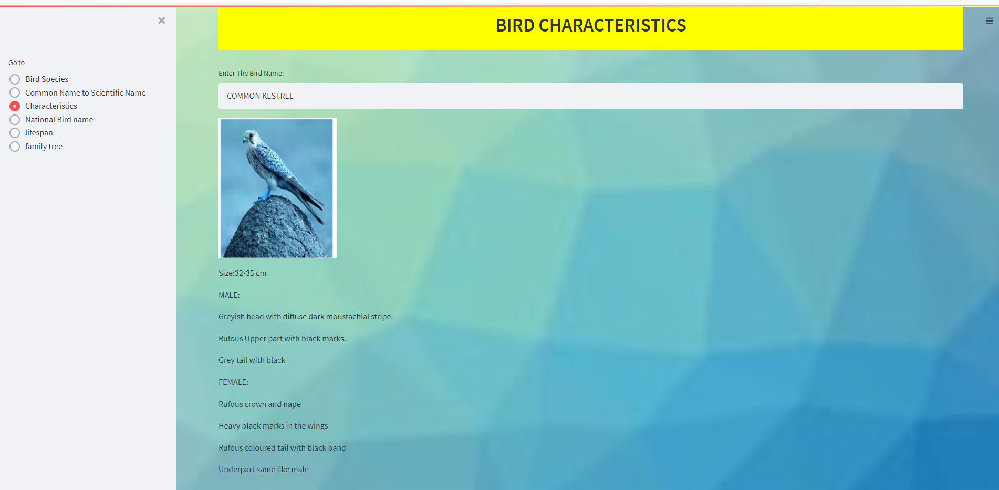 BIRD CHARACTERISTICS
Go to
Bird Species
Common Name to Scientific Name
Characteristics
National Bird name
lifespan
family tree
Enter The Bird Name:
COMMON KESTREL
Size:32-35 cm
MALE:
Greyish head with diffuse dark moustachial stripe.
Rufous Upper part with black marks.
Grey tail with black
FEMALE:
Rufous crown and nape
Heavy black marks in the wings
Rufous coloured tail with black band
Underpart same like male